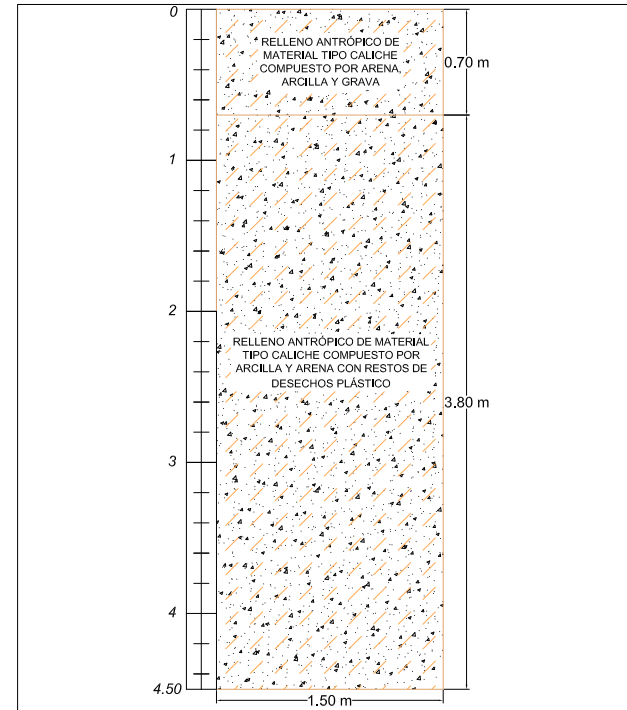 0
RELLENO ANTRÓPICO DE
MATERIAL TIPO CALICHE
COMPUESTO POR ARENA,
ARCILLA Y GRAVA
0.70 m
1
2
RELLENO ANTRÓPICO DE MATERIAL
TIPO CALICHE COMPUESTO POR
ARCILLA Y ARENA CON RESTOS DE
DESECHOS PLÁSTICO
3.80 m
3
4
4.50
1.50 m